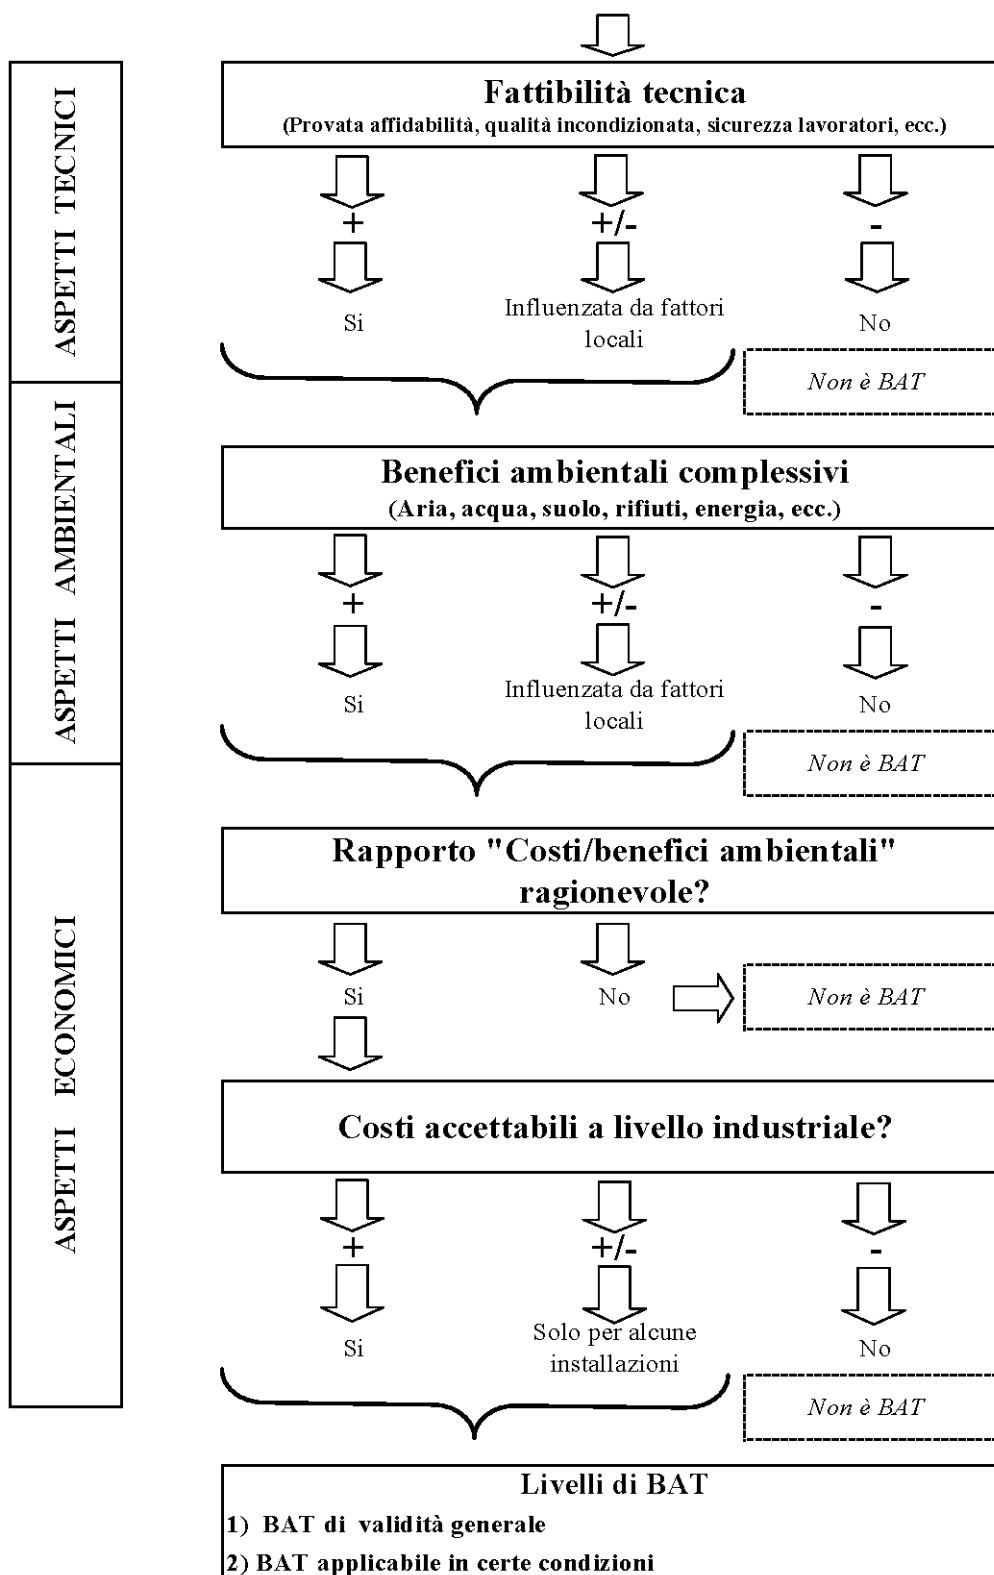 ASPETTI TECNICI
Fattibilità tecnica
(Provata affidabilità, qualità incondizionata, sicurezza lavoratori, ecc.)
+
+/-
-
Si
Influenzata da fattori
locali
No
Non è BAT
ASPETTI AMBIENTALI
Benefici ambientali complessivi
(Aria, acqua, suolo, rifiuti, energia, ecc.)
+
+/-
-
Si
Influenzata da fattori
locali
No
Non è BAT
ASPETTI ECONOMICI
Rapporto "Costi/benefici ambientali"
ragionevole?
Si
No
Non è BAT
Costi accettabili a livello industriale?
+
+/-
-
Si
Solo per alcune
installazioni
No
Non è BAT
Livelli di BAT
1) BAT di validità generale
2) BAT applicabile in certe condizioni